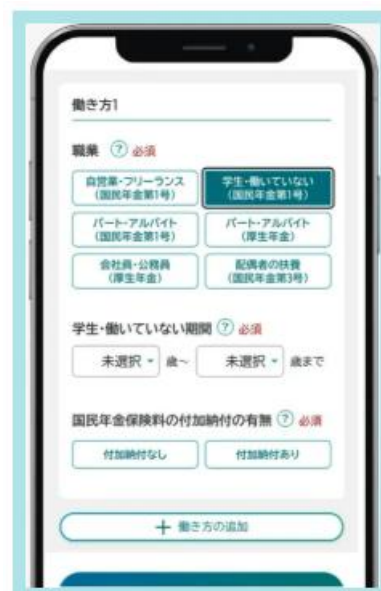 働き方1
職業 ? 必須
自営業・フリーランス
(国民年金第1号)
学生・働いていない
(国民年金第1号)
パート・アルバイト
(国民年金第1号)
パート・アルバイト
(厚生年金)
会社員・公務員
(厚生年金)
配偶者の扶養
(国民年金第3号)
学生・働いていない期間 ? 必須
未選択 歳~ 未選択 歳まで
国民年金保険料の付加納付の有無 ? 必須
付加納付なし 付加納付あり
+ 働き方の追加